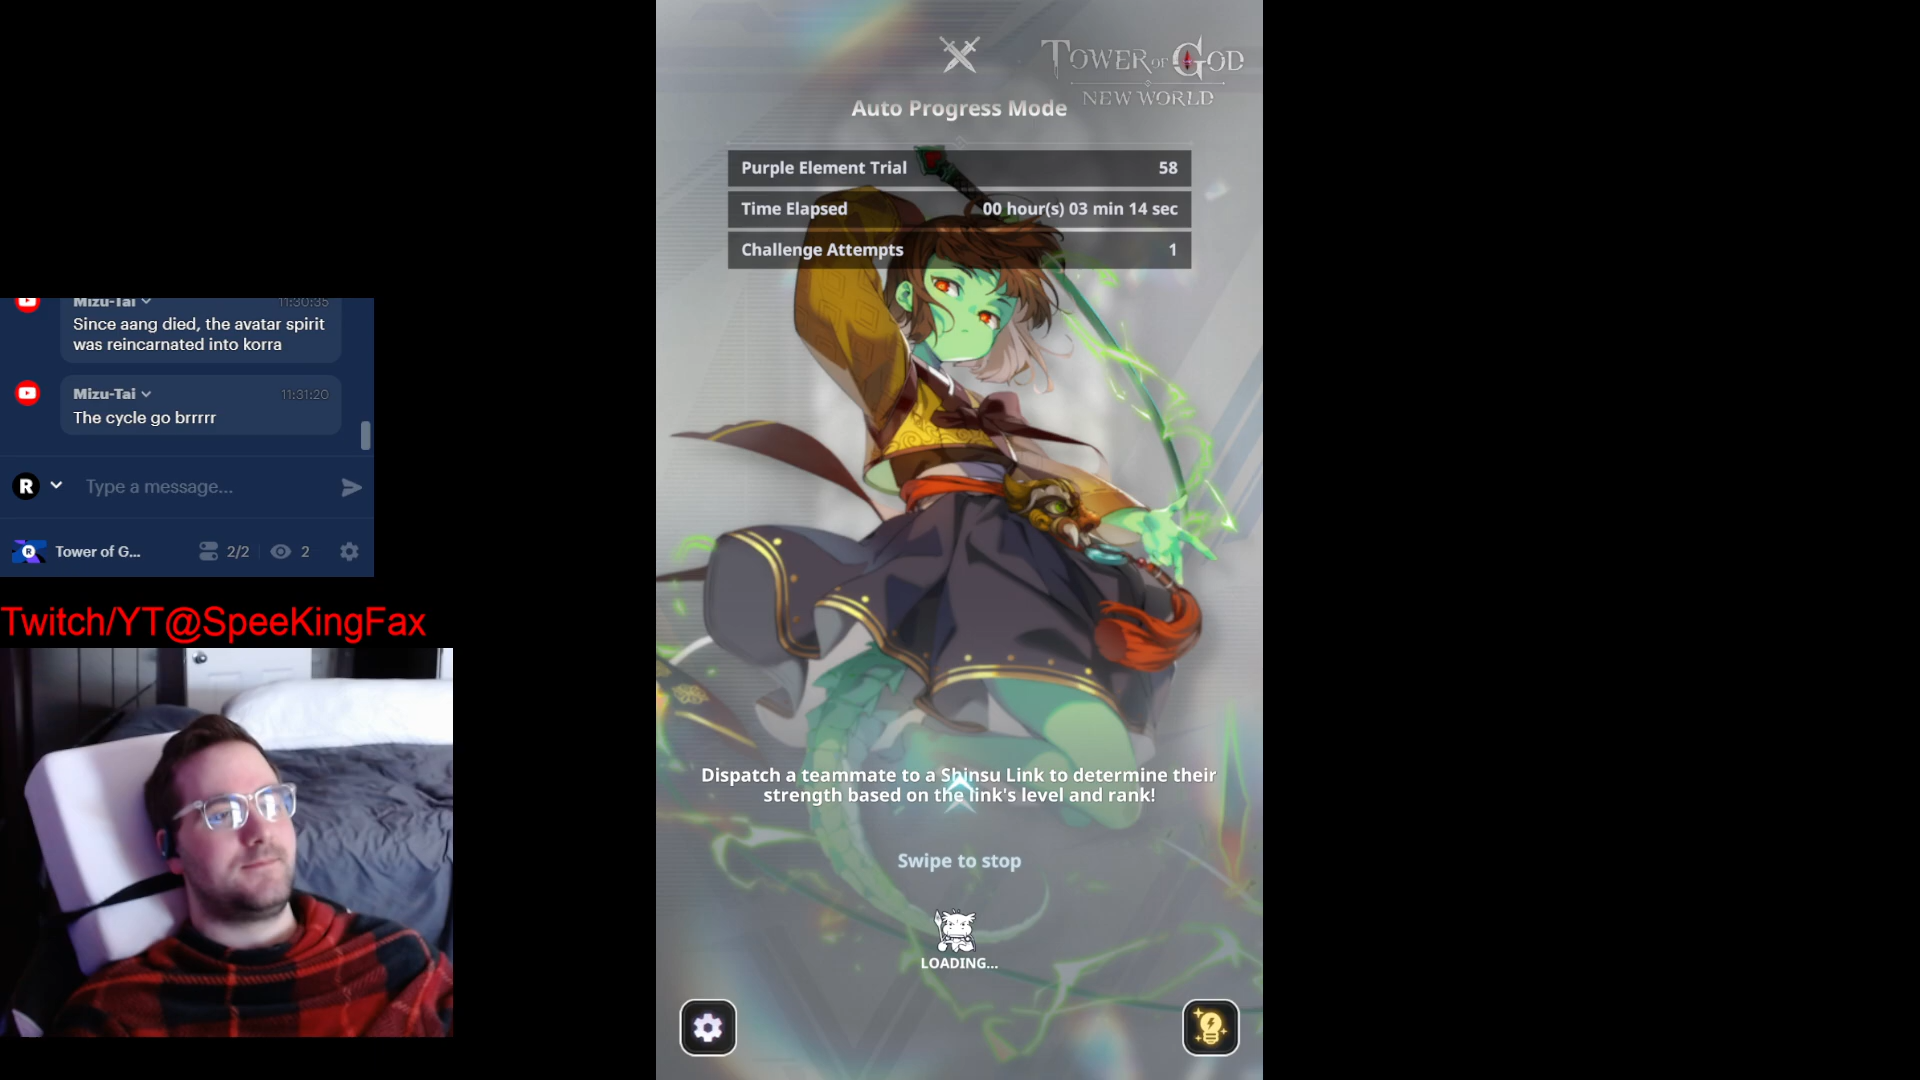 Mizu-Tai 11:30:35
Since aang died, the avatar spirit
was reincarnated into korra
Mizu-Tai 11:31:20
The cycle go brrrrr
R Type a message...
R Tower of G... 2/2 2
Twitch/YT@SpeeKingFax
TOWER OF GOD
NEW WORLD
Auto Progress Mode
Purple Element Trial 58
Time Elapsed 00 hour(s) 03 min 14 sec
Challenge Attempts 1
Dispatch a teammate to a Shinsu Link to determine their
strength based on the link's level and rank!
Swipe to stop
LOADING...